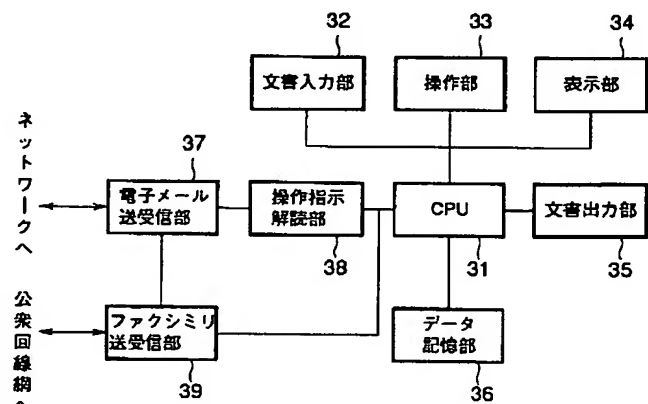 32
33
34
文書入力部
操作部
表示部
ネットワークへ
37
電子メール
送受信部
操作指示
解読部
CPU
文書出力部
38
31
35
公衆回線網へ
ファクシミリ
送受信部
データ
記憶部
39
36